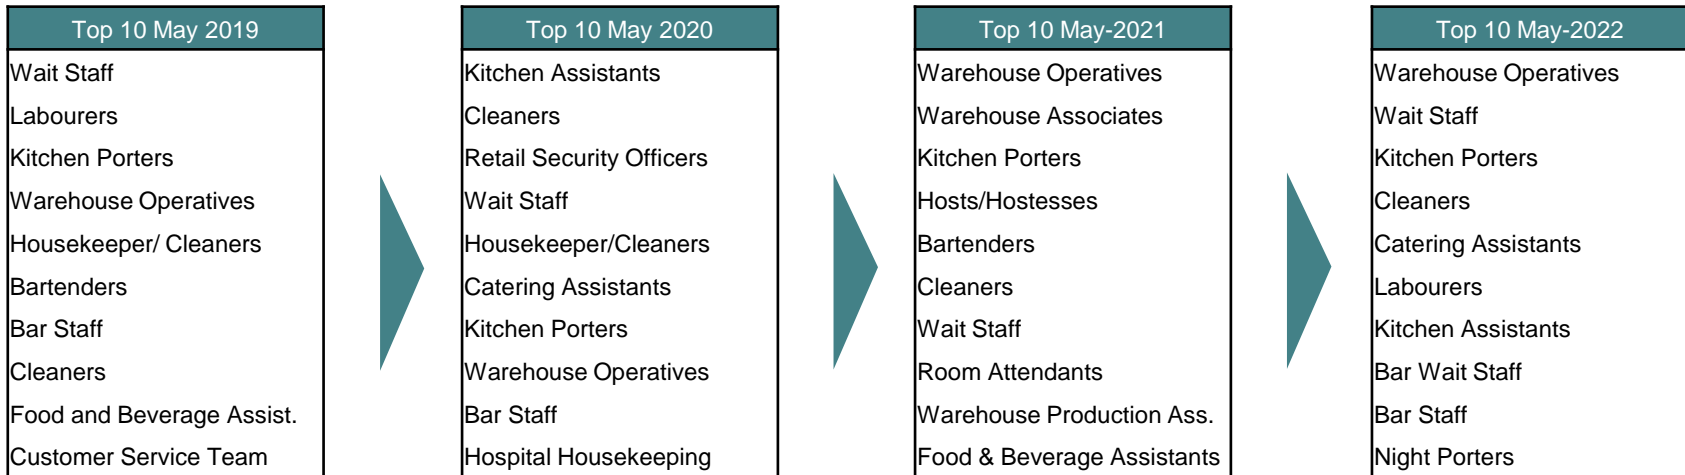 Top 10 May 2019
Wait Staff
Labourers
Kitchen Porters
Warehouse Operatives
Housekeeper/ Cleaners
Bartenders
Bar Staff
Cleaners
Food and Beverage Assist.
Customer Service Team
Top 10 May 2020
Kitchen Assistants
Cleaners
Retail Security Officers
Wait Staff
Housekeeper/Cleaners
Catering Assistants
Kitchen Porters
Warehouse Operatives
Bar Staff
Hospital Housekeeping
Top 10 May-2021
Warehouse Operatives
Warehouse Associates
Kitchen Porters
Hosts/Hostesses
Bartenders
Cleaners
Wait Staff
Room Attendants
Warehouse Production Ass.
Food & Beverage Assistants
Top 10 May-2022
Warehouse Operatives
Wait Staff
Kitchen Porters
Cleaners
Catering Assistants
Labourers
Kitchen Assistants
Bar Wait Staff
Bar Staff
Night Porters